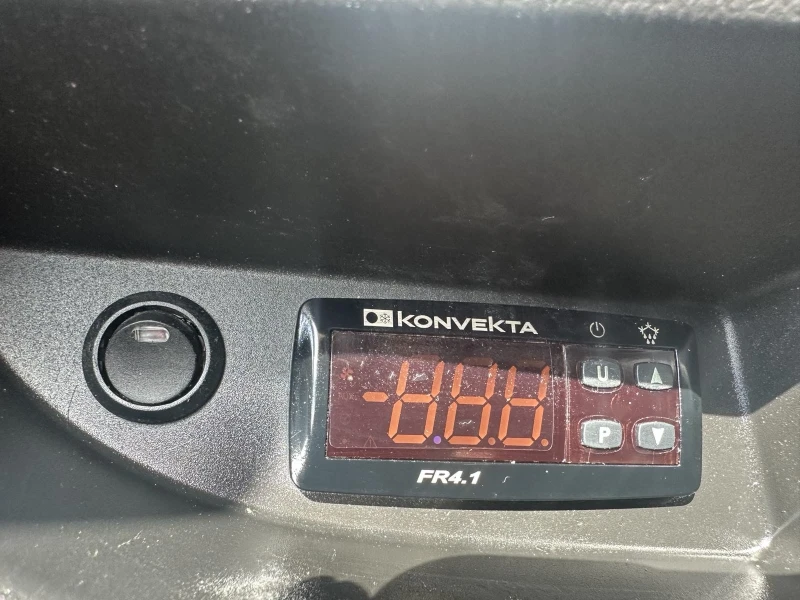 KONVEKTA
U
P
FR4.1